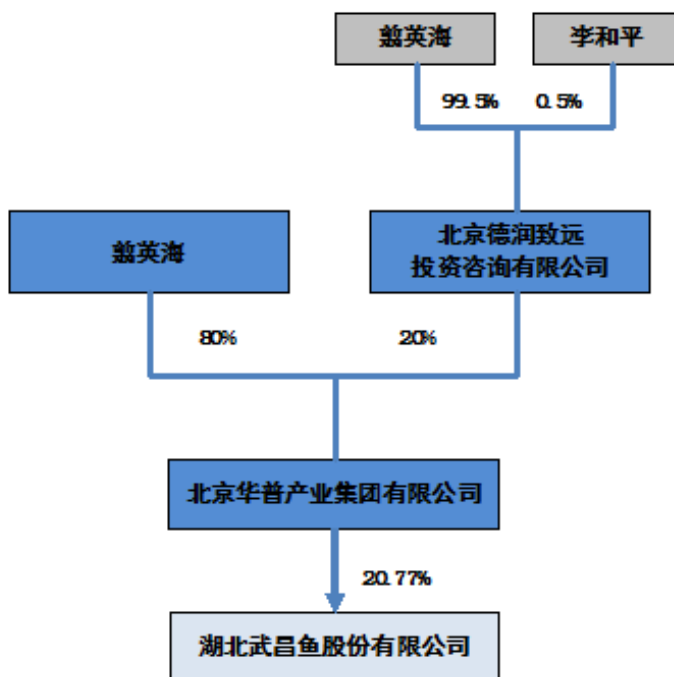 翦英海
李和平
99.5%
0.5%
翦英海
北京德润致远
投资咨询有限公司
80%
20%
北京华普产业集团有限公司
20.77%
湖北武昌鱼股份有限公司